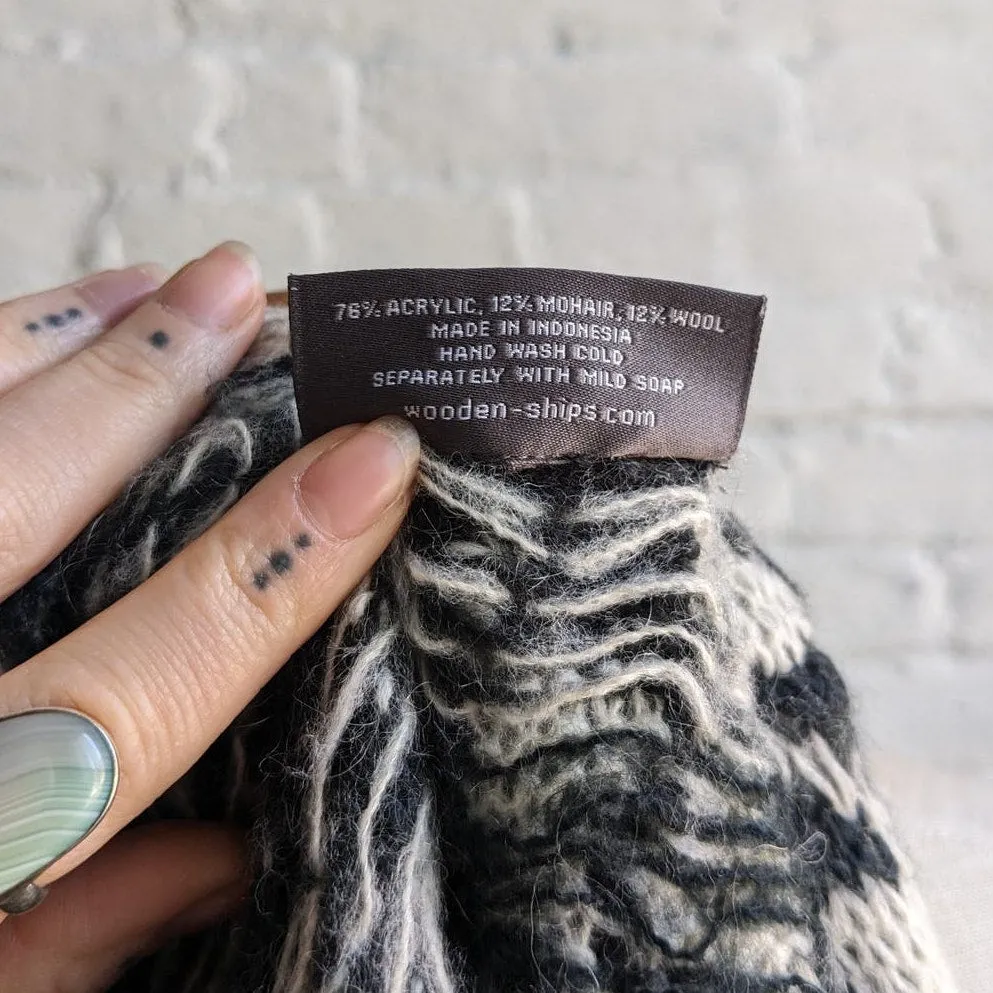 76% ACRYLIC, 12% MOHAIR, 12% WOOL
MADE IN INDONESIA
HAND WASH COLD
SEPARATELY WITH MILD SOAP
wooden-ships.com